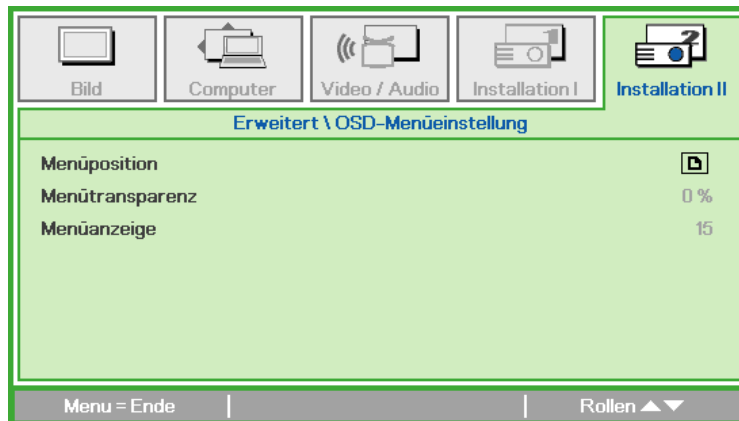 Bild
Computer
Video / Audio
Installation I
Installation II
Erweitert \ OSD-Menüeinstellung
Menüposition
Menütransparenz
0 %
Menüanzeige
15
Menu = Ende
Rollen ▲▼